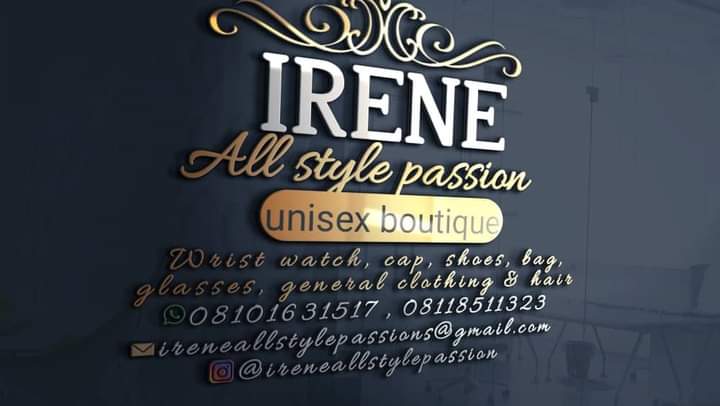 IRENE
All style passion
unisex boutique
Wrist watch, cap, shoes, bag,
glasses, general clothing & hair
08101631517 , 08118511323
ireneallstylepassions@gmail.com
@ireneallstylepassion